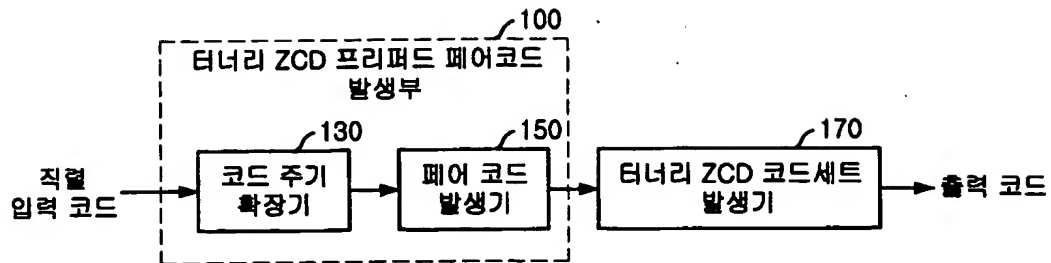 100
터너리 ZCD 프리퍼드 페어코드
발생부
130
150
170
직렬
입력 코드
코드 주기
확장기
페어 코드
발생기
터너리 ZCD 코드세트
발생기
출력 코드